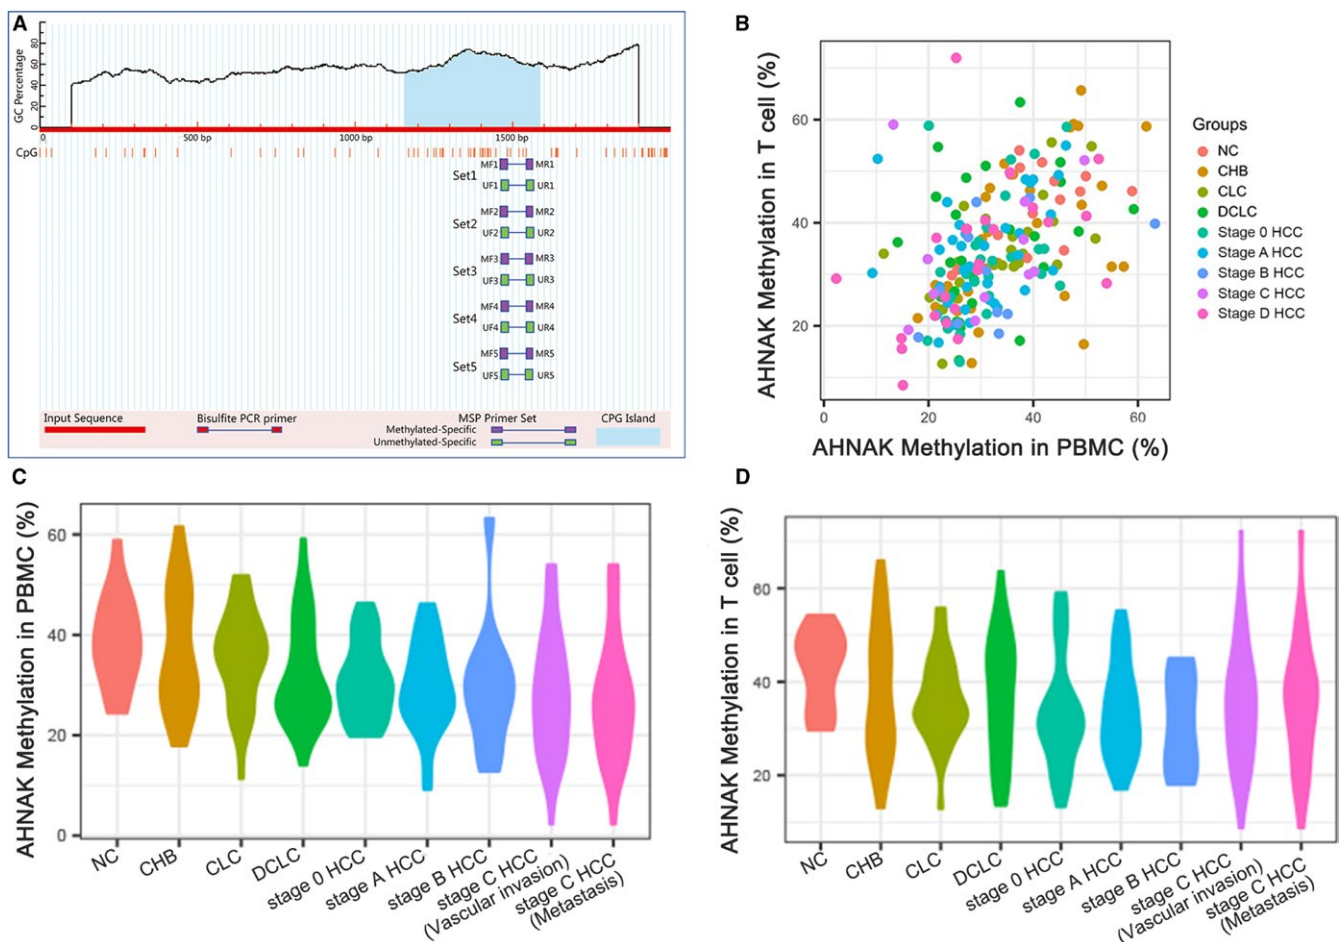 A
GC Percentage
0 20 40 60 80
0 500 bp 1000 bp 1500 bp
CpG
MF1 MR1
Set1
UF1 UR1
MF2 MR2
Set2
UF2 UR2
MF3 MR3
Set3
UF3 UR3
MF4 MR4
Set4
UF4 UR4
MF5 MR5
Set5
UF5 UR5
Input Sequence Bisulfite PCR primer MSP Primer Set CPG Island
Methylated-Specific
Unmethylated-Specific
B
AHNAK Methylation in T cell (%)
60
40
20
0 20 40 60
AHNAK Methylation in PBMC (%)
Groups
NC
CHB
CLC
DCLC
Stage 0 HCC
Stage A HCC
Stage B HCC
Stage C HCC
Stage D HCC
C
AHNAK Methylation in PBMC (%)
60
40
20
0
NC
CHB
CLC
DCLC
stage 0 HCC
stage A HCC
stage B HCC
stage C HCC
(Vascular invasion)
stage C HCC
(Metastasis)
D
AHNAK Methylation in T cell (%)
60
40
20
NC
CHB
CLC
DCLC
stage 0 HCC
stage A HCC
stage B HCC
stage C HCC
(Vascular invasion)
stage C HCC
(Metastasis)